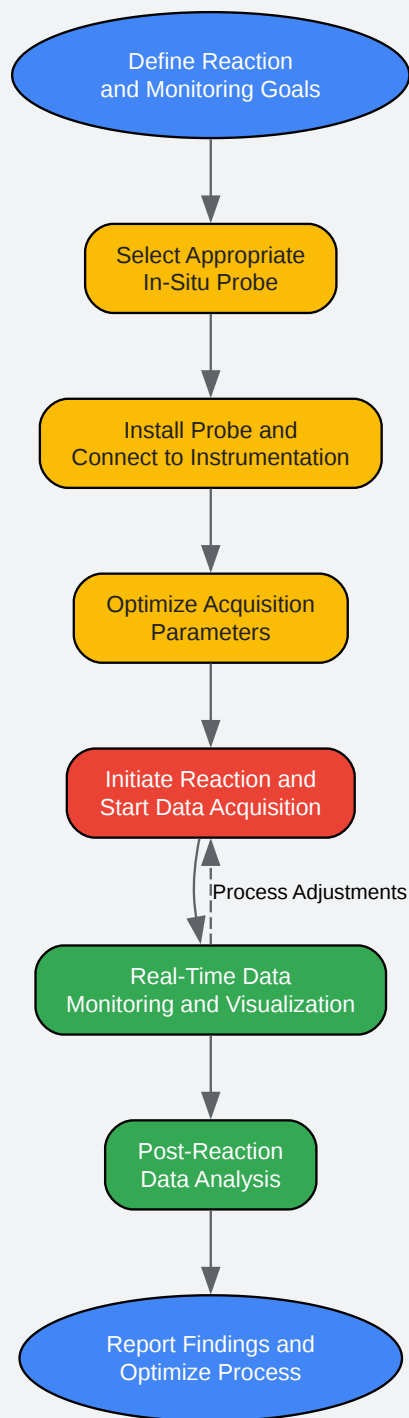 Define Reaction
and Monitoring Goals
Select Appropriate
In-Situ Probe
Install Probe and
Connect to Instrumentation
Optimize Acquisition
Parameters
Initiate Reaction and
Start Data Acquisition
Process Adjustments
Real-Time Data
Monitoring and Visualization
Post-Reaction
Data Analysis
Report Findings and
Optimize Process